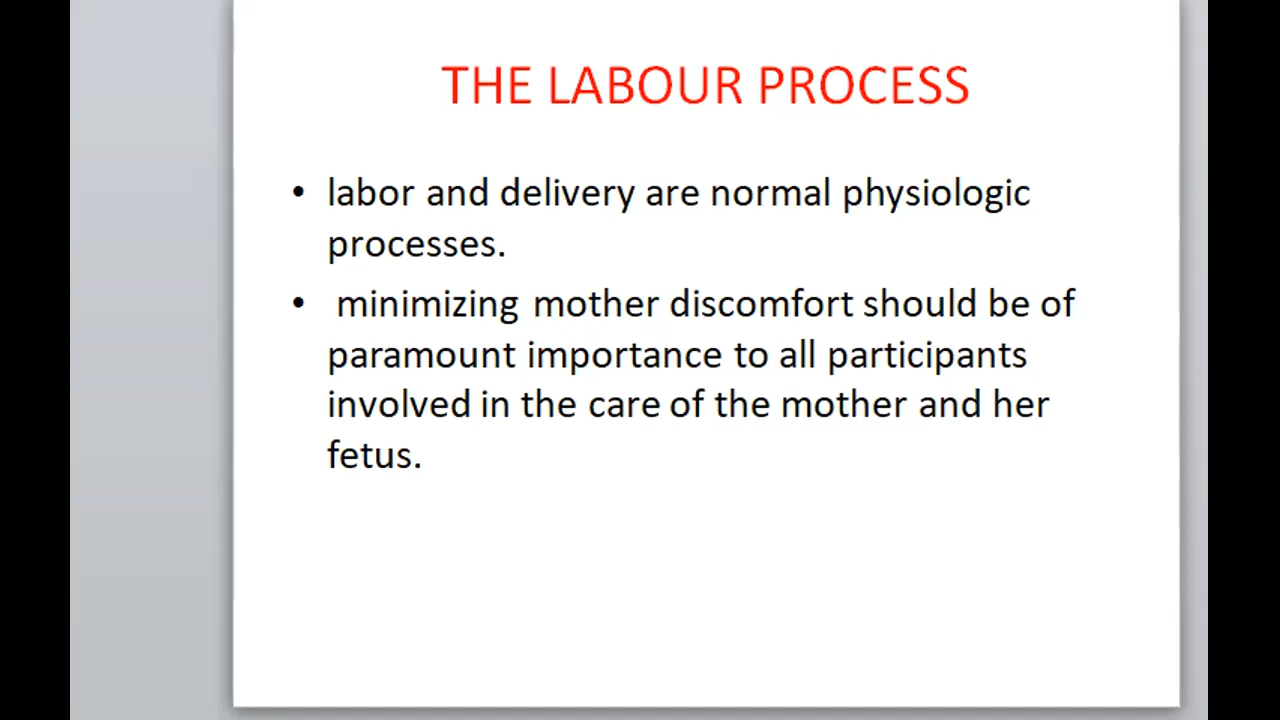 THE LABOUR PROCESS
• labor and delivery are normal physiologic
processes.
• minimizing mother discomfort should be of
paramount importance to all participants
involved in the care of the mother and her
fetus.